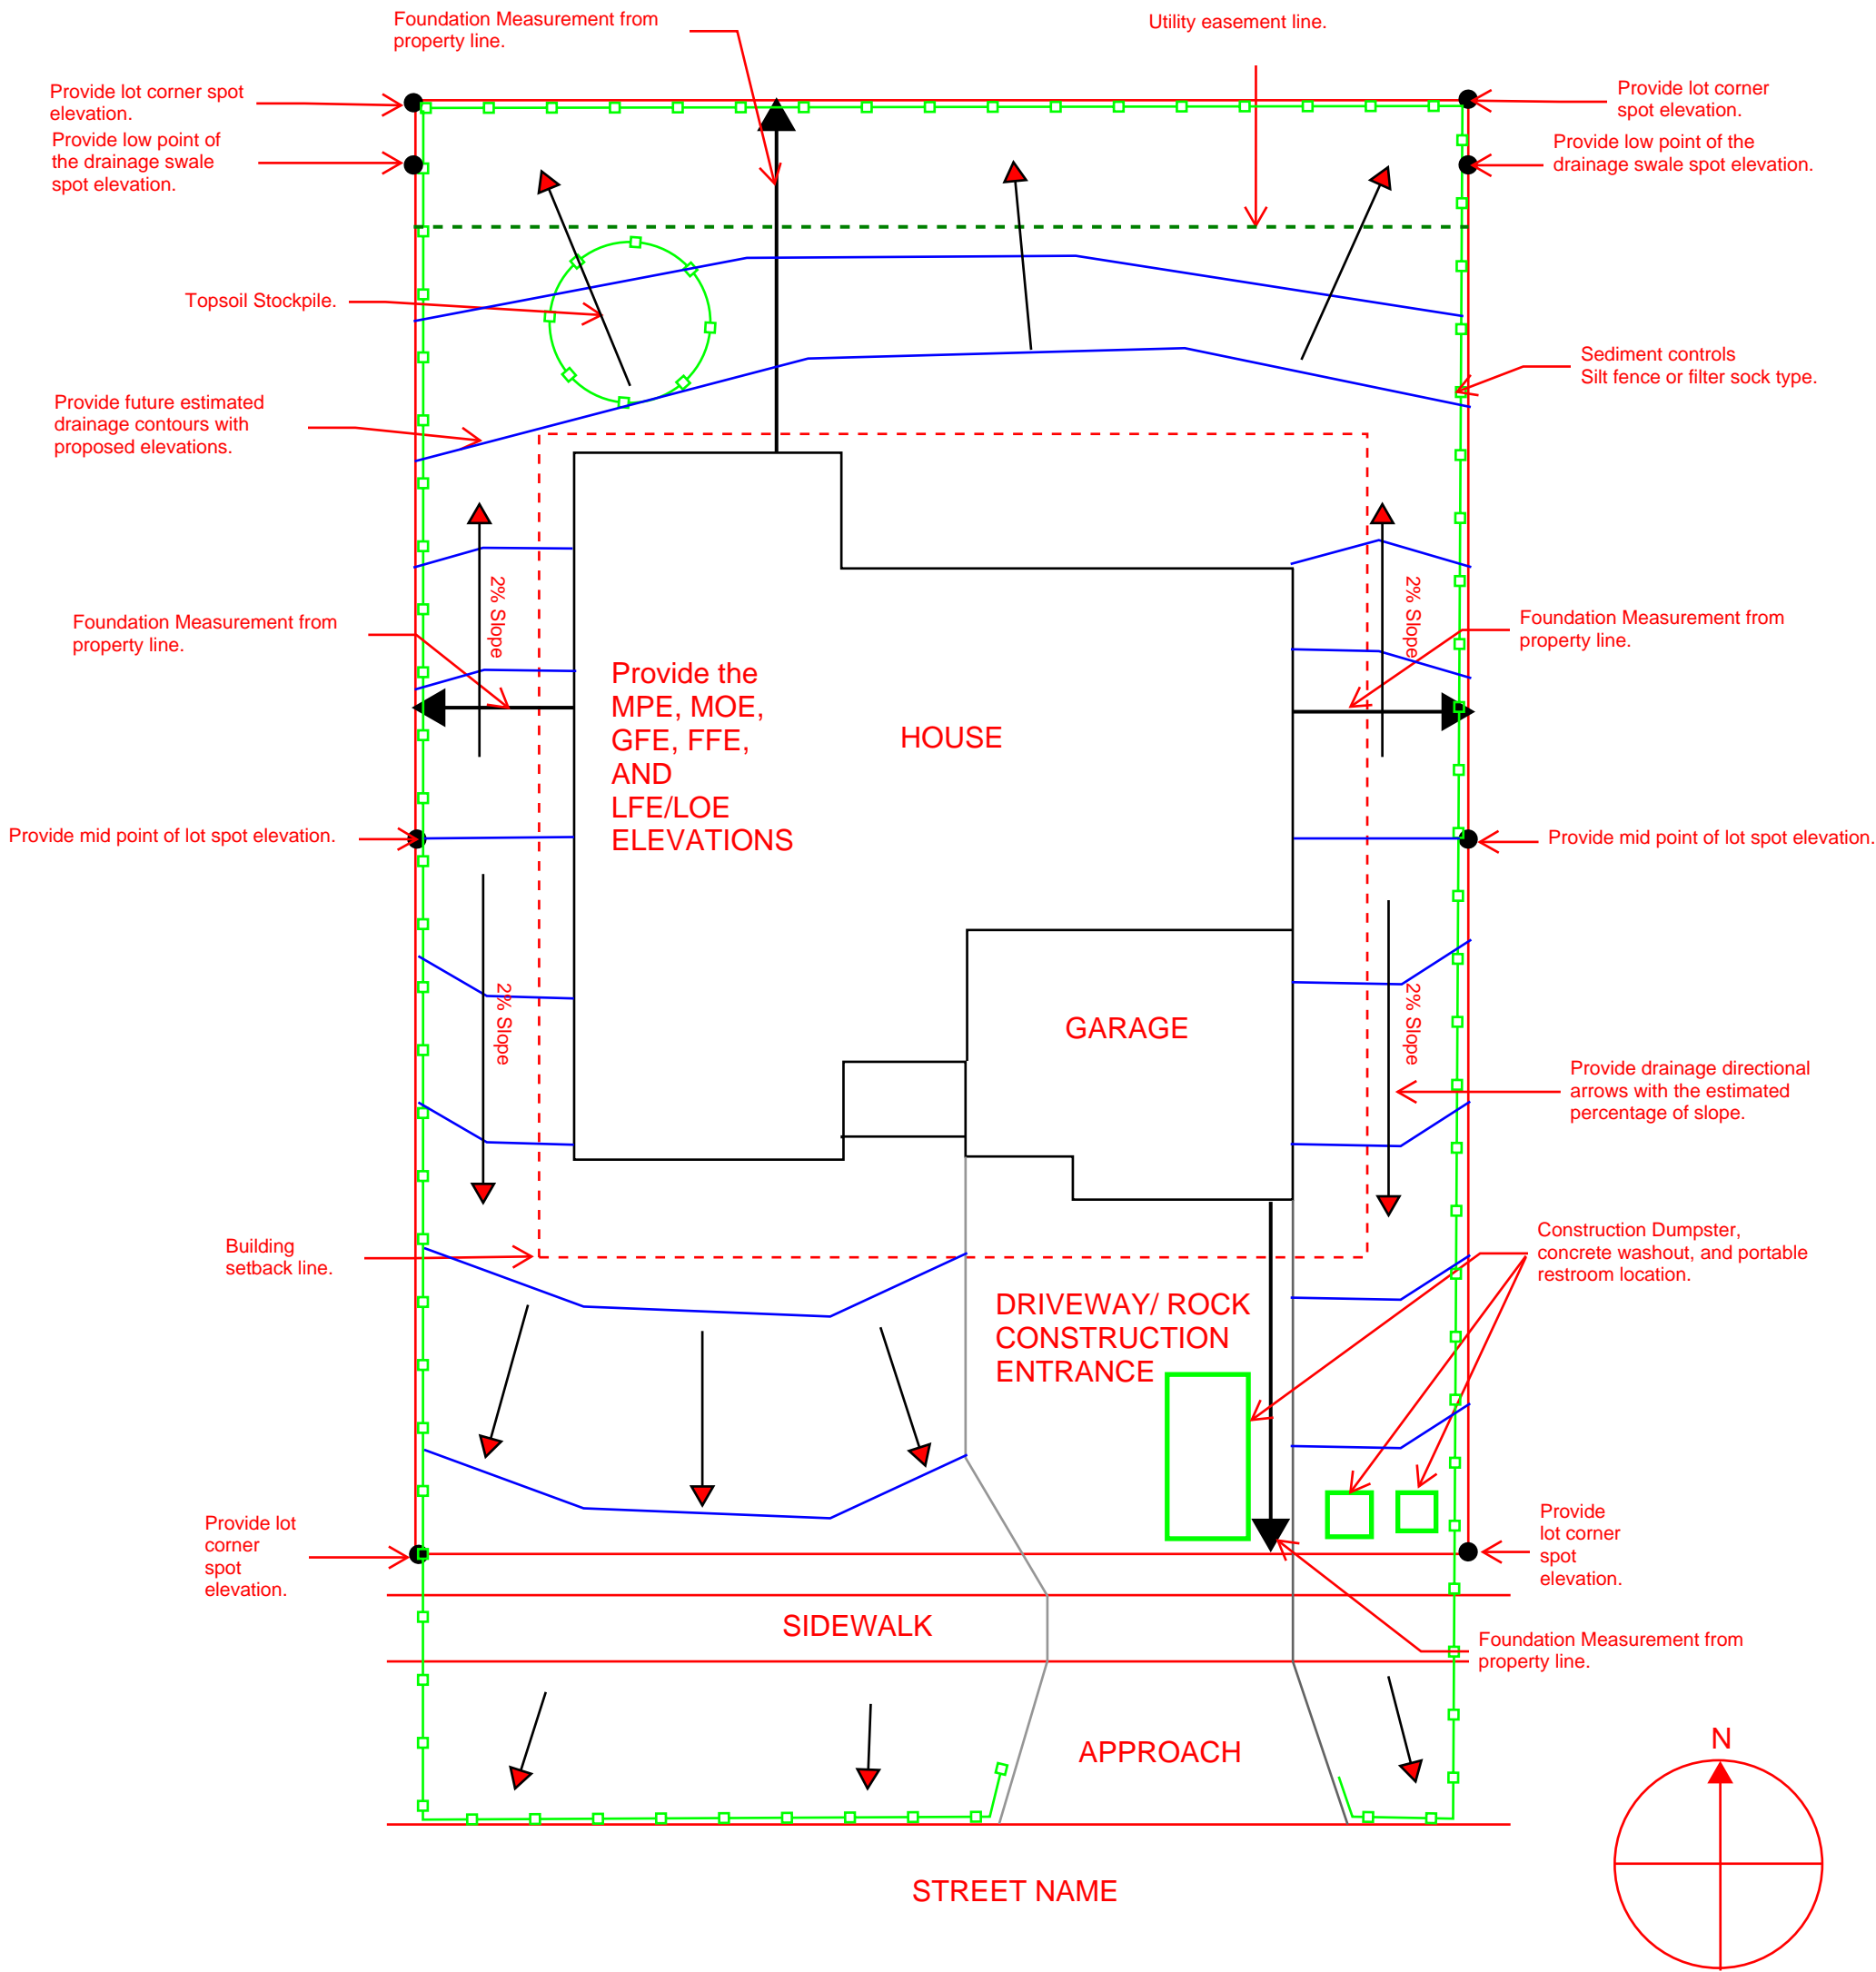 Foundation Measurement from
property line.
Utility easement line.
Provide lot corner spot
elevation.
Provide lot corner
spot elevation.
Provide low point of
the drainage swale
spot elevation.
Provide low point of the
drainage swale spot elevation.
Topsoil Stockpile.
Sediment controls
Silt fence or filter sock type.
Provide future estimated
drainage contours with
proposed elevations.
2% Slope
2% Slope
Foundation Measurement from
property line.
Foundation Measurement from
property line.
Provide the
MPE, MOE,
GFE, FFE,
AND
LFE/LOE
ELEVATIONS
HOUSE
Provide mid point of lot spot elevation.
Provide mid point of lot spot elevation.
2% Slope
2% Slope
GARAGE
Provide drainage directional
arrows with the estimated
percentage of slope.
Building
setback line.
Construction Dumpster,
concrete washout, and portable
restroom location.
DRIVEWAY/ ROCK
CONSTRUCTION
ENTRANCE
Provide lot
corner
spot
elevation.
Provide
lot corner
spot
elevation.
SIDEWALK
Foundation Measurement from
property line.
APPROACH
N
STREET NAME